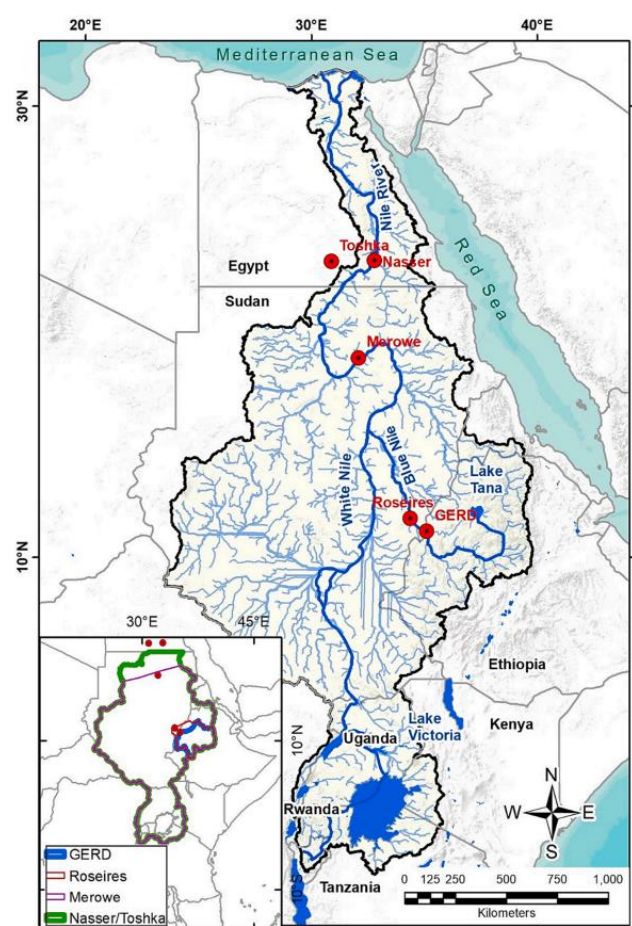 20°E
30°E
40°E
Mediterranean Sea
30°N
Nile River
Toshka
Nasser
Egypt
Sudan
Red Sea
Merowe
White Nile
Blue Nile
Lake
Tana
Roseires
GERD
10°N
Ethiopia
Kenya
Lake
Victoria
Uganda
Rwanda
Tanzania
10°S
N
W
E
S
0 125 250 500 750 1,000
Kilometers
30°E
45°E
10°N
GERD
Roseires
Merowe
Nasser/Toshka